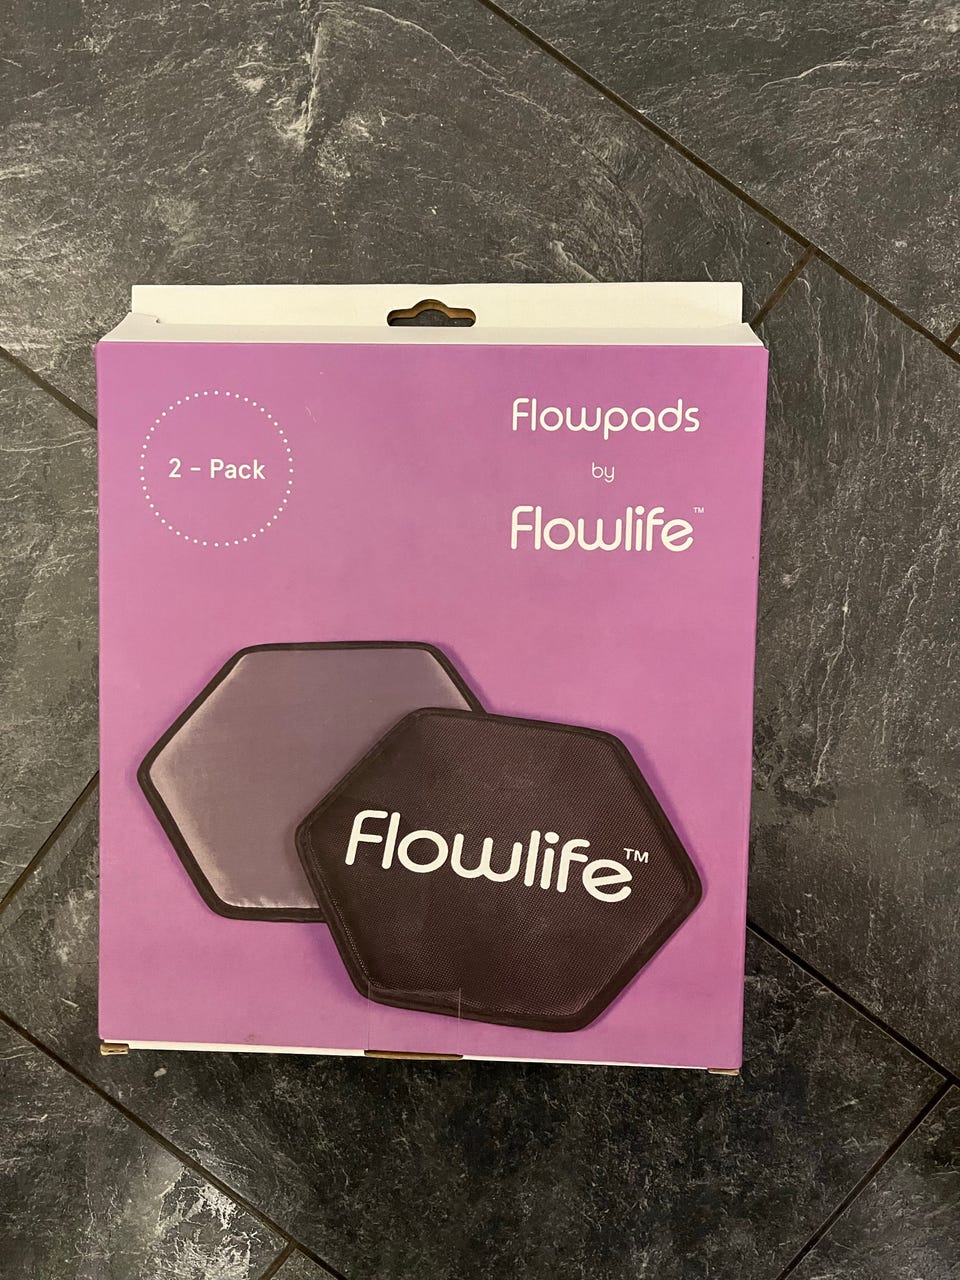 2 - Pack
Flowpads
by
Flowlife™
Flowlife™